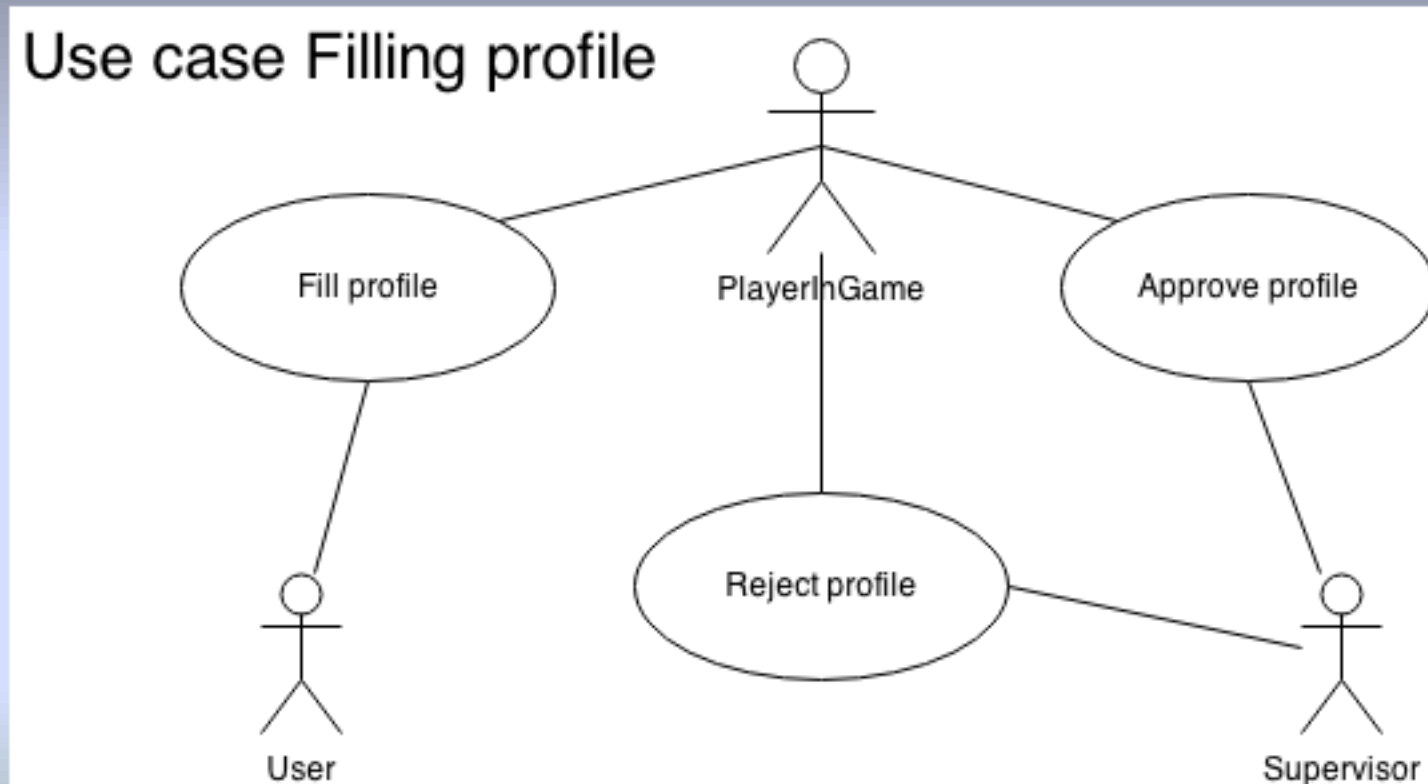 Use case Filling profile
Fill profile
PlayerInGame
Approve profile
Reject profile
User
Supervisor